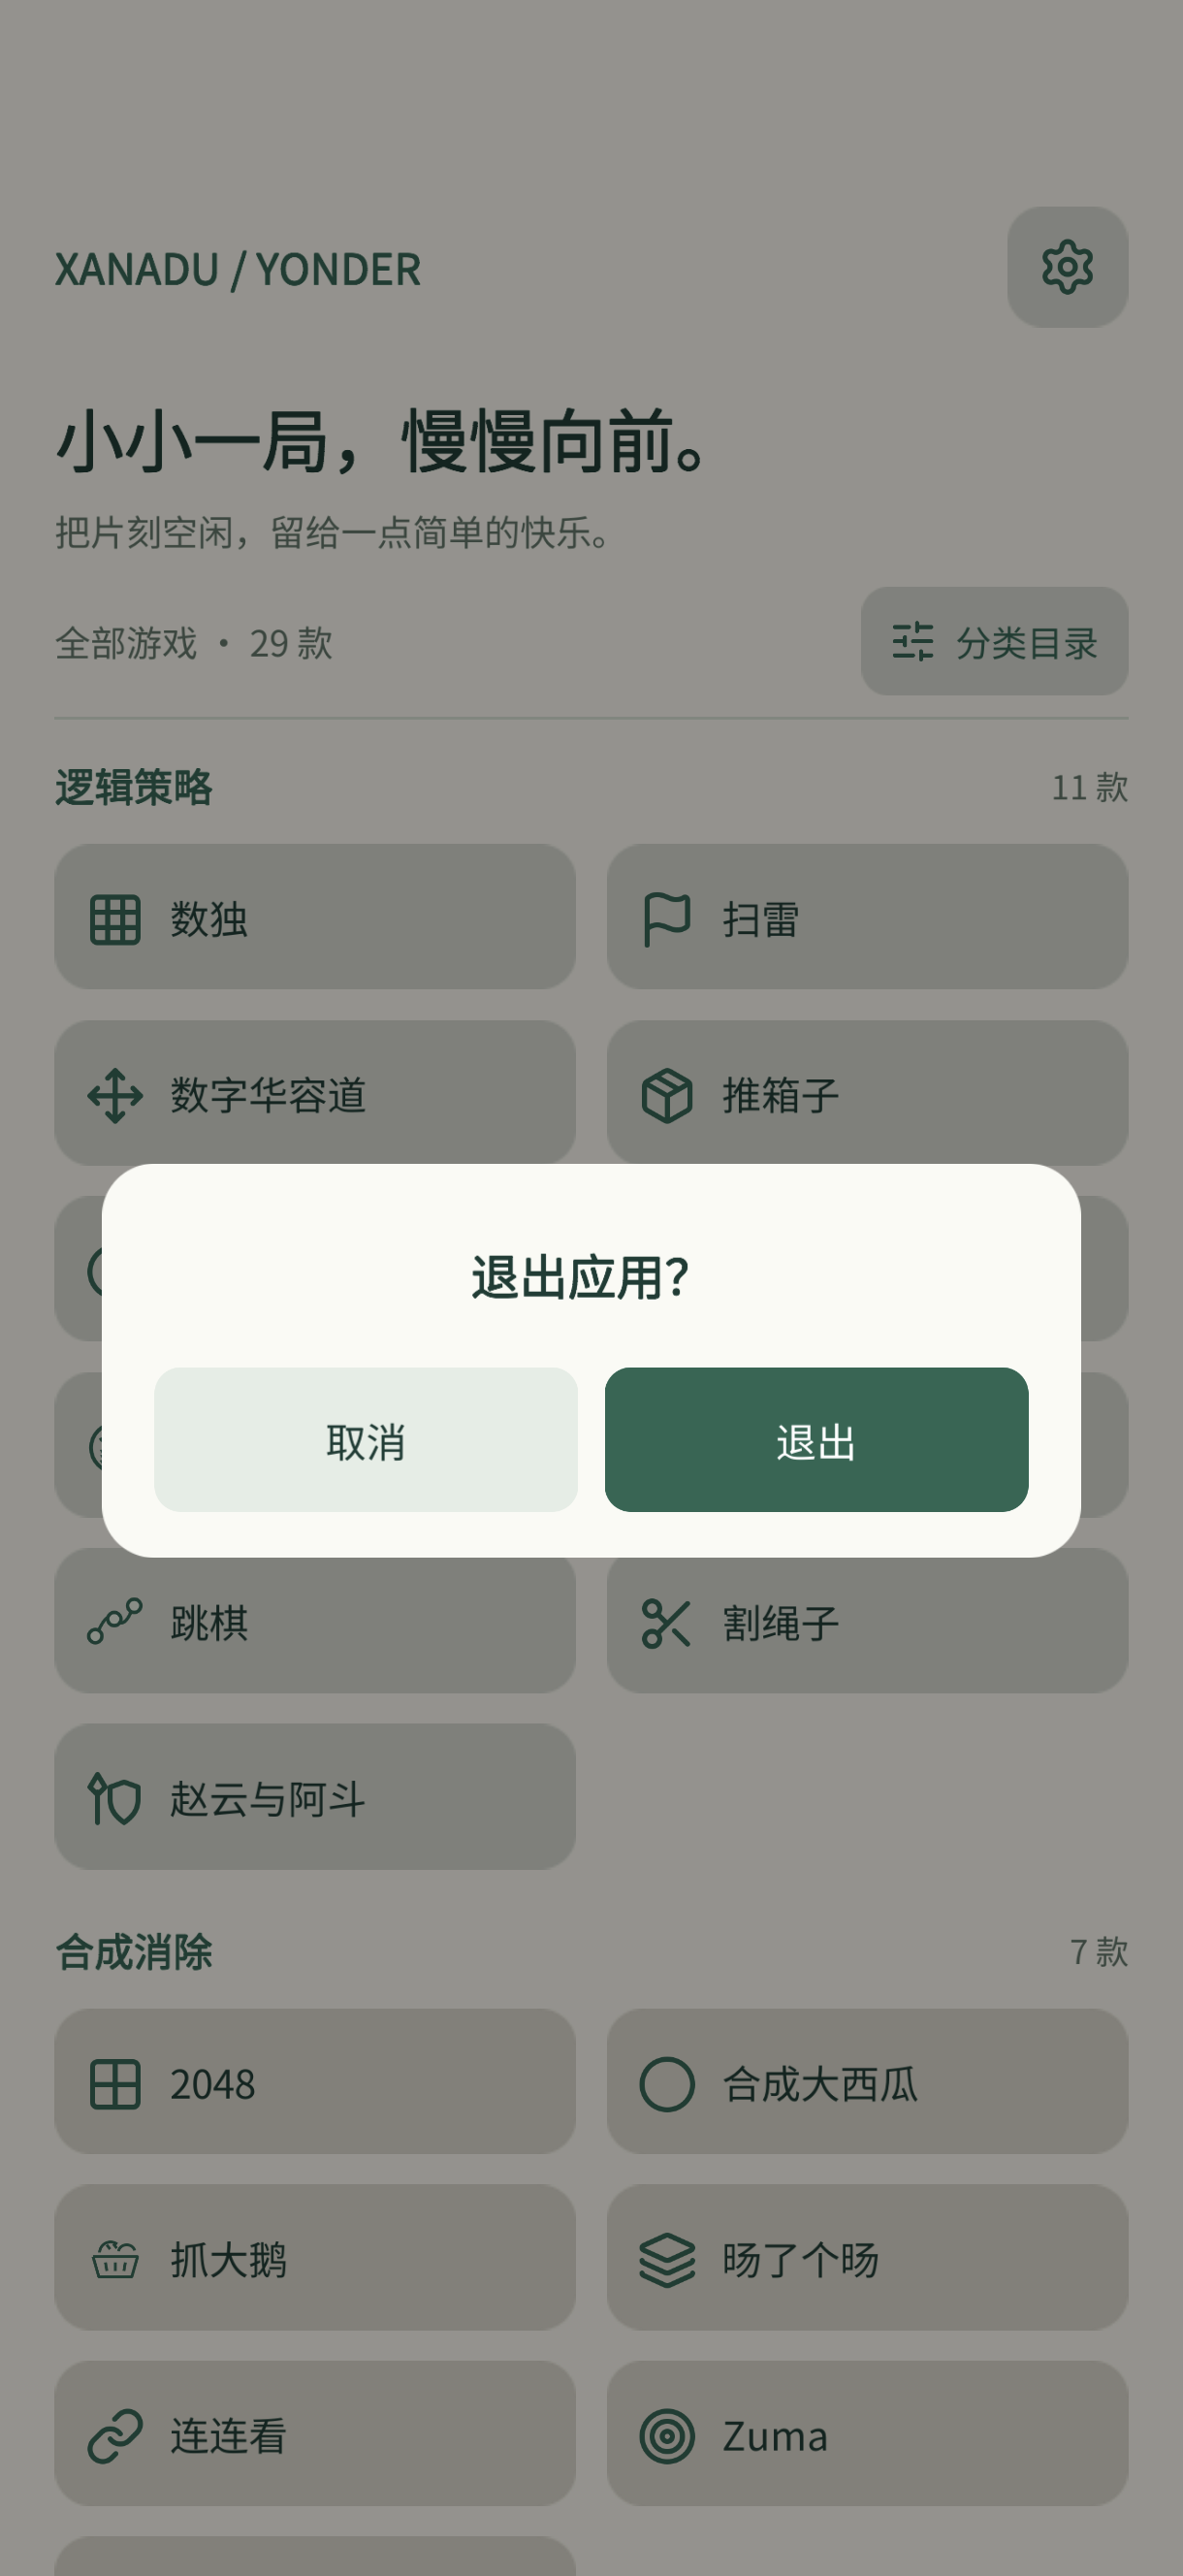 XANADU / YONDER
小小一局，慢慢向前。
把片刻空闲，留给一点简单的快乐。
全部游戏 · 29 款
分类目录
逻辑策略
11 款
数独
扫雷
数字华容道
推箱子
退出应用？
取消
退出
跳棋
割绳子
赵云与阿斗
合成消除
7 款
2048
合成大西瓜
抓大鹅
旸了个旸
连连看
Zuma